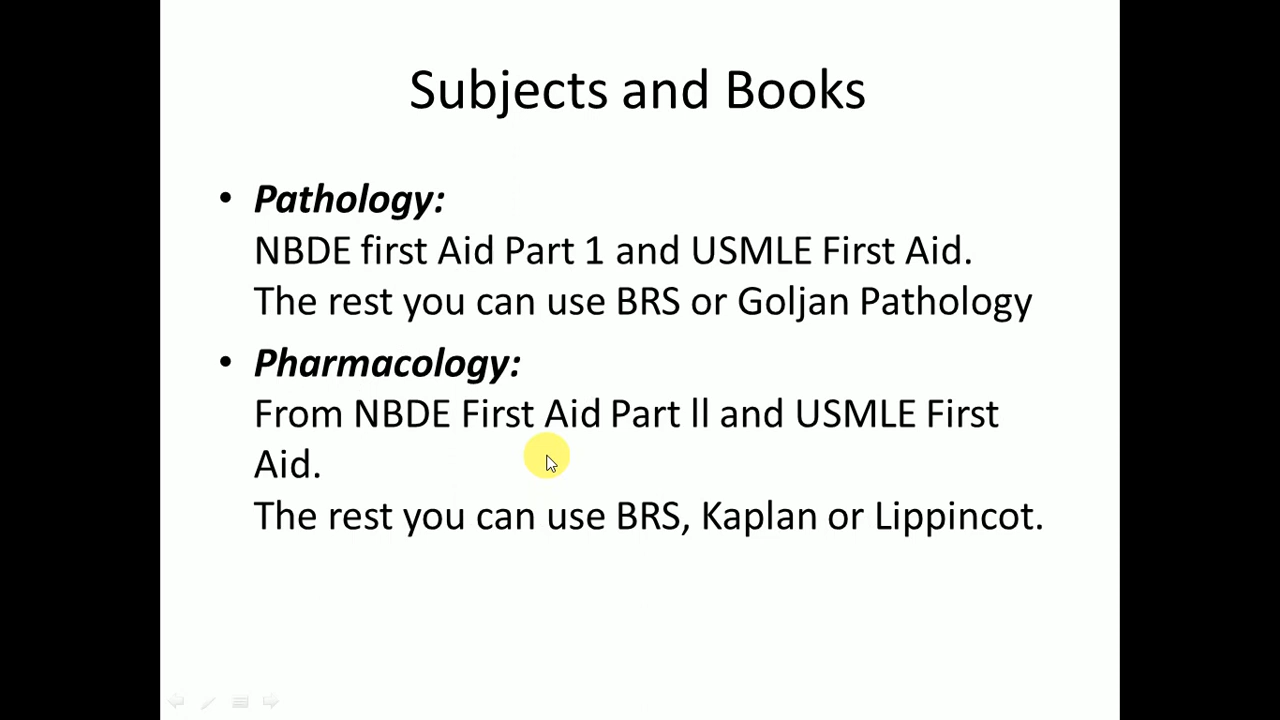 Subjects and Books
• Pathology:
NBDE first Aid Part 1 and USMLE First Aid.
The rest you can use BRS or Goljan Pathology
• Pharmacology:
From NBDE First Aid Part ll and USMLE First
Aid.
The rest you can use BRS, Kaplan or Lippincot.